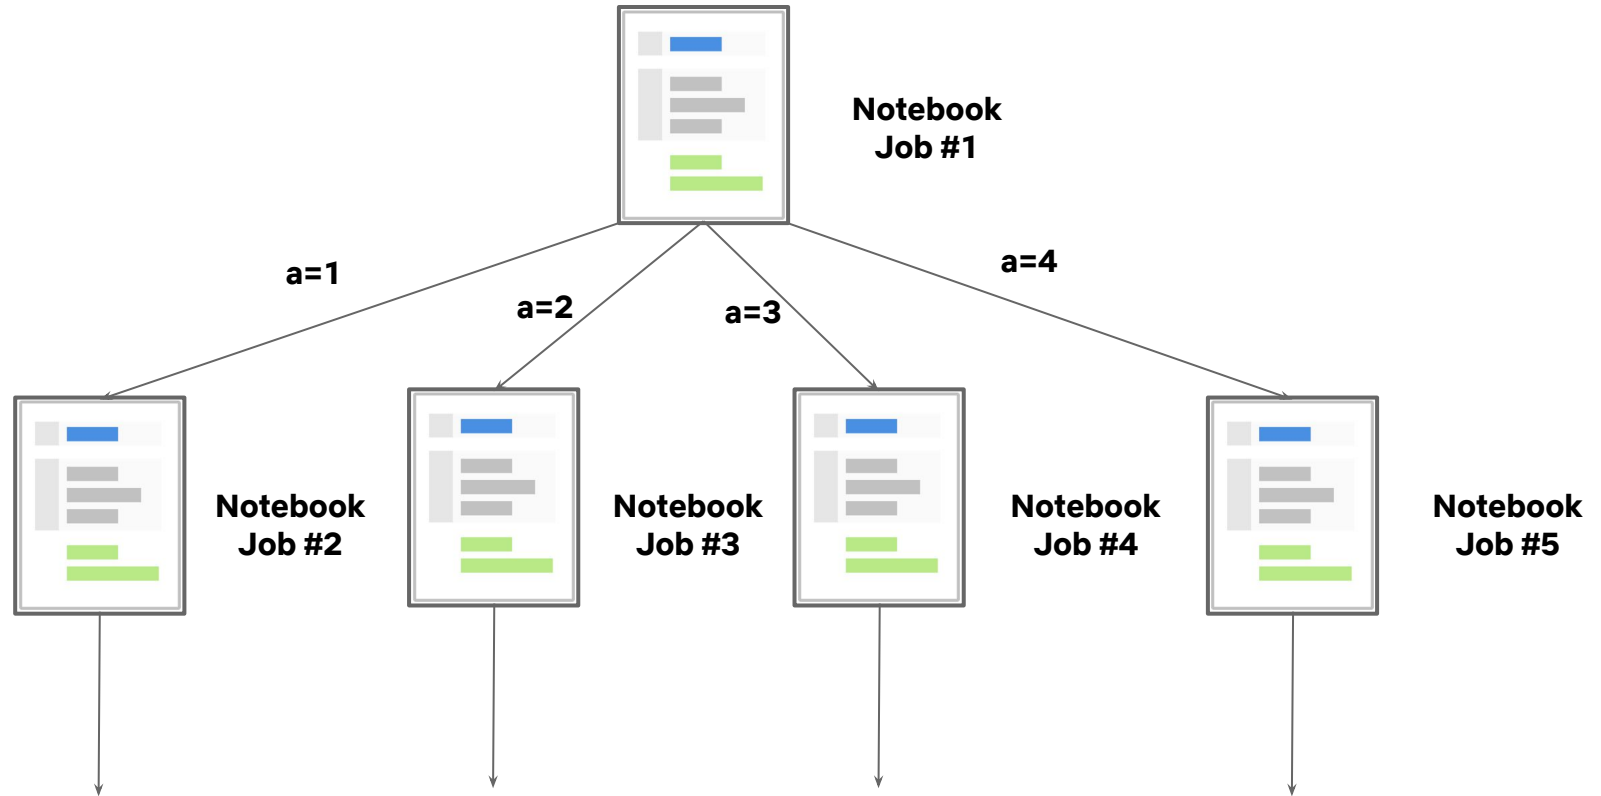 Notebook
Job #1
a=1
a=2
a=3
a=4
Notebook
Job #2
Notebook
Job #3
Notebook
Job #4
Notebook
Job #5